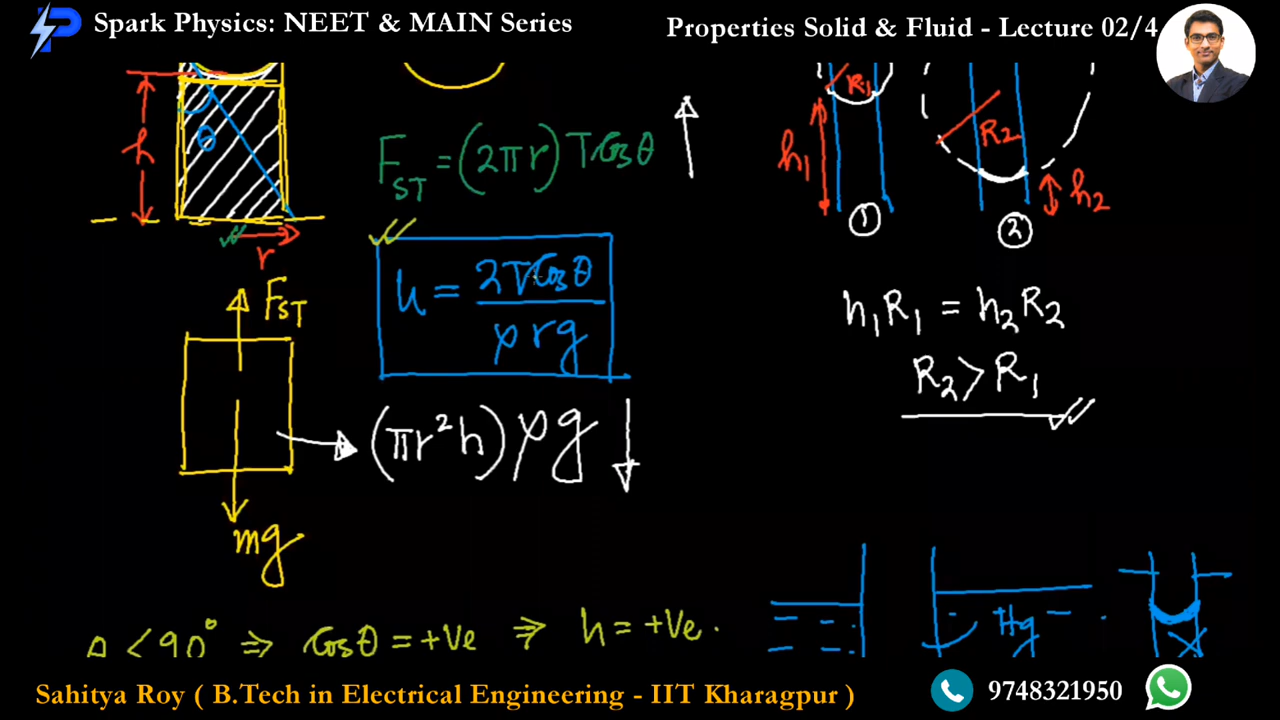 Spark Physics: NEET & MAIN Series
Properties Solid & Fluid - Lecture 02/4
h
θ
r
F_ST = (2πr) T Cosθ
h = 2T Cosθ / ρrg
F_ST
(πr²h) ρg
mg
R₁
h₁
①
R₂
h₂
②
h₁R₁ = h₂R₂
R₂ > R₁
θ < 90° ⇒ Cosθ = +Ve ⇒ h = +Ve.
Hg
Sahitya Roy ( B.Tech in Electrical Engineering - IIT Kharagpur )
9748321950